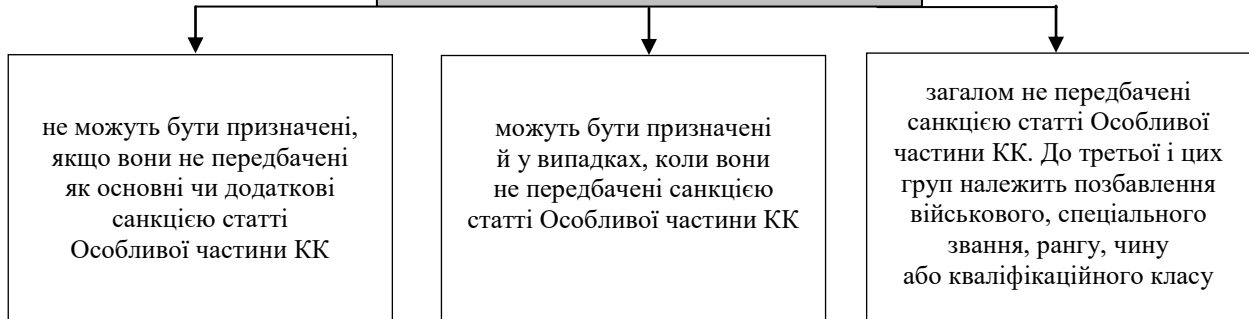 не можуть бути призначені,
якщо вони не передбачені
як основні чи додаткові
санкцією статті
Особливої частини КК
можуть бути призначені
й у випадках, коли вони
не передбачені санкцією
статті Особливої частини КК
загалом не передбачені
санкцією статті Особливої
частини КК. До третьої і цих
груп належить позбавлення
військового, спеціального
звання, рангу, чину
або кваліфікаційного класу